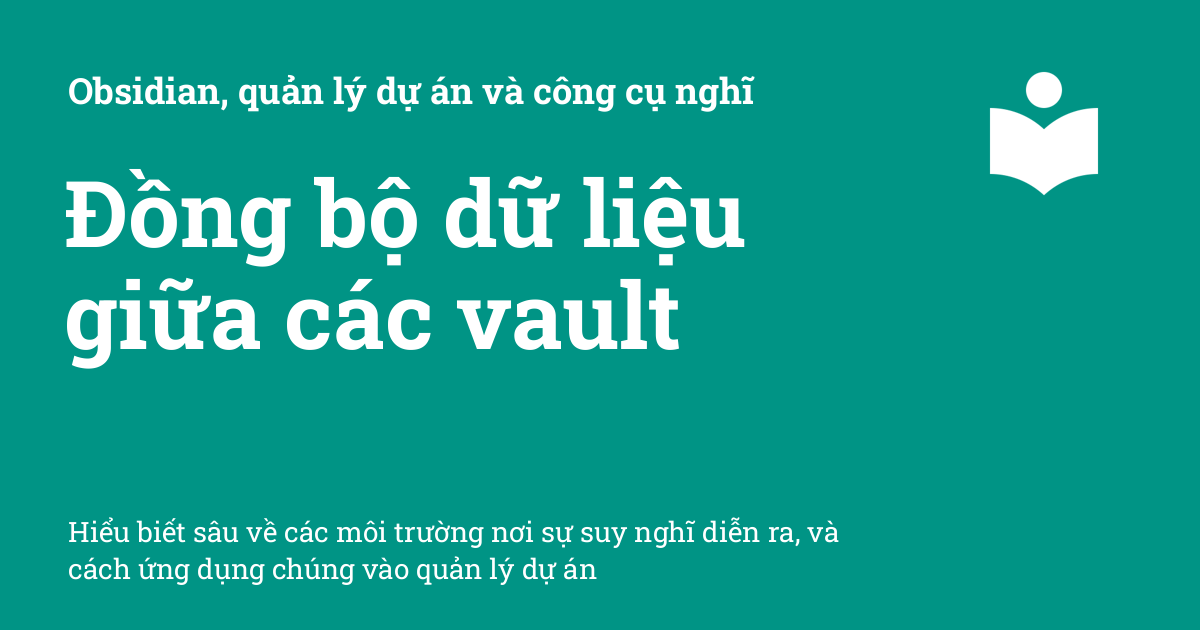 Obsidian, quản lý dự án và công cụ nghĩ
Đồng bộ dữ liệu
giữa các vault
Hiểu biết sâu về các môi trường nơi sự suy nghĩ diễn ra, và
cách ứng dụng chúng vào quản lý dự án